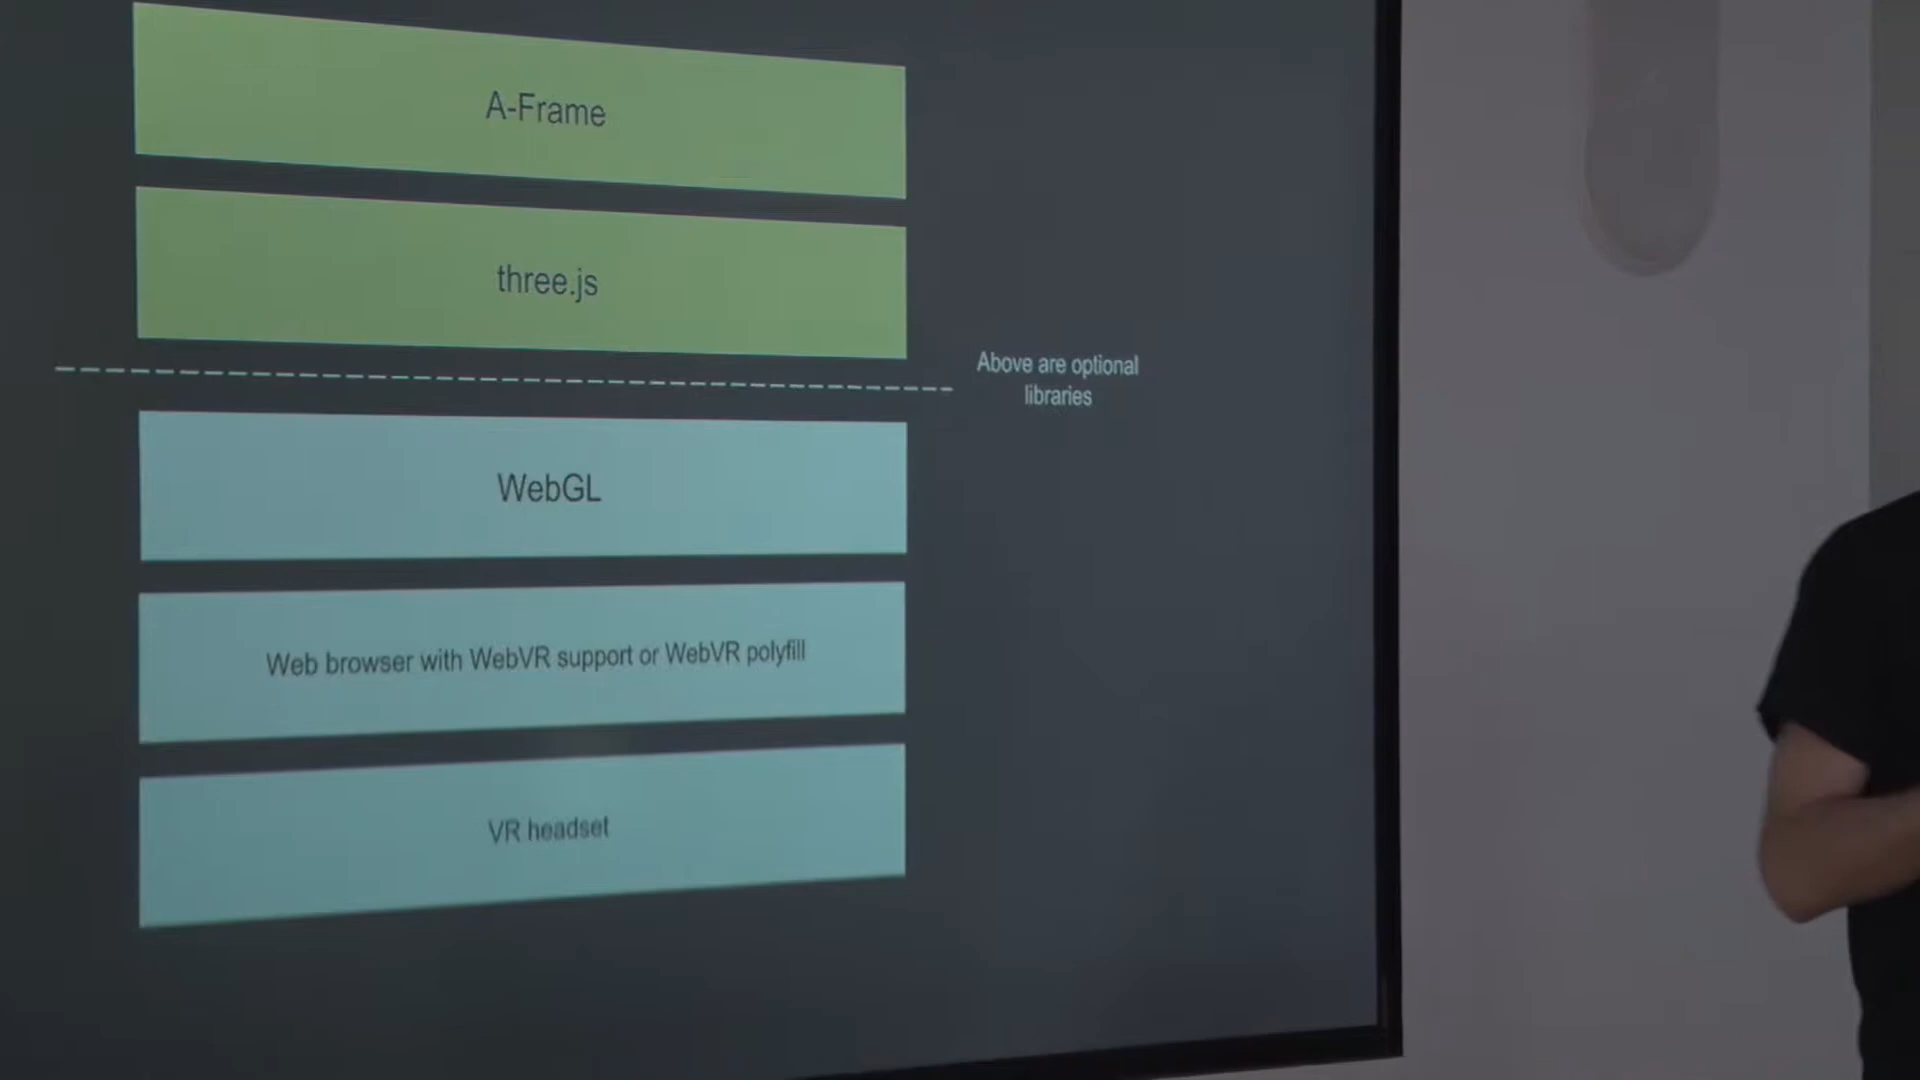 A-Frame
three.js
Above are optional
libraries
WebGL
Web browser with WebVR support or WebVR polyfill
VR headset